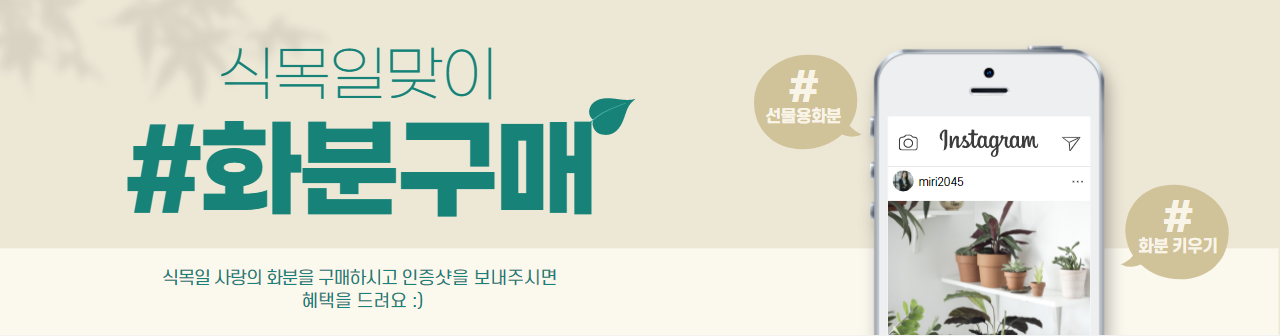 식목일맞이
#화분구매
식목일 사랑의 화분을 구매하시고 인증샷을 보내주시면
혜택을 드려요 :)
#
선물용화분
Instagram
miri2045
#
화분 키우기